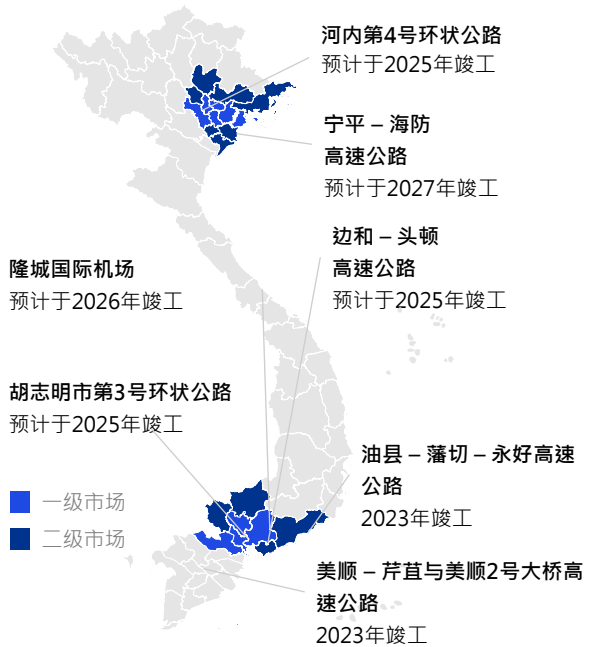 河内第4号环状公路
预计于2025年竣工
宁平 – 海防
高速公路
预计于2027年竣工
边和 – 头顿
高速公路
预计于2025年竣工
隆城国际机场
预计于2026年竣工
胡志明市第3号环状公路
预计于2025年竣工
油县 – 藩切 – 永好高速
公路
2023年竣工
一级市场
二级市场
美顺 – 芹苴与美顺2号大桥高
速公路
2023年竣工